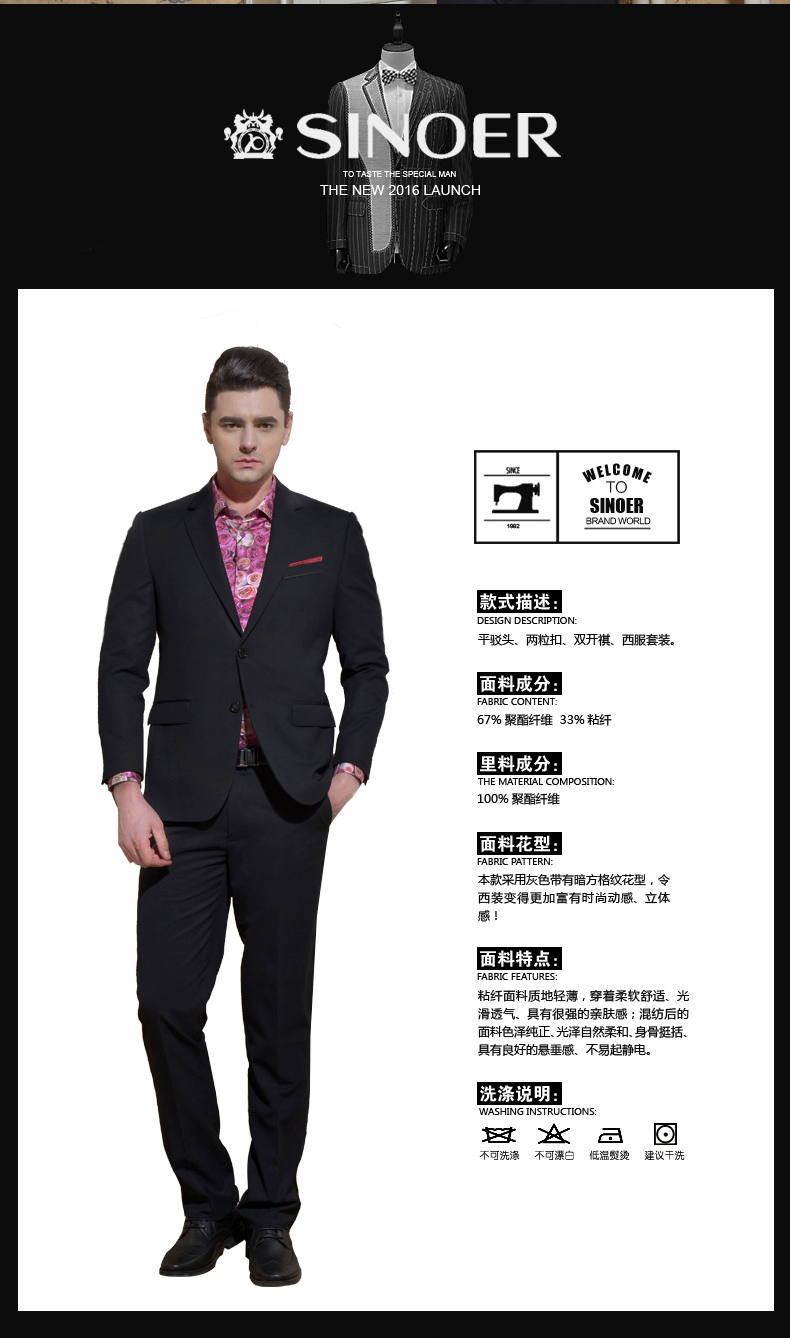 SINOER
TO TASTE THE SPECIAL MAN
THE NEW 2016 LAUNCH
SINCE
1982
WELCOME
TO
SINOER
BRAND WORLD
款式描述:
DESIGN DESCRIPTION:
平驳头、两粒扣、双开祺、西服套装。
面料成分:
FABRIC CONTENT:
67% 聚酯纤维 33% 粘纤
里料成分:
THE MATERIAL COMPOSITION:
100% 聚酯纤维
面料花型:
FABRIC PATTERN:
本款采用灰色带有暗方格纹花型，令
西装变得更加富有时尚动感、立体
感！
面料特点:
FABRIC FEATURES:
粘纤面料质地轻薄，穿着柔软舒适、光
滑透气、具有很强的亲肤感；混纺后的
面料色泽纯正、光泽自然柔和、身骨挺括、
具有良好的悬垂感、不易起静电。
洗涤说明:
WASHING INSTRUCTIONS:
不可洗涤 不可漂白 低温熨烫 建议干洗